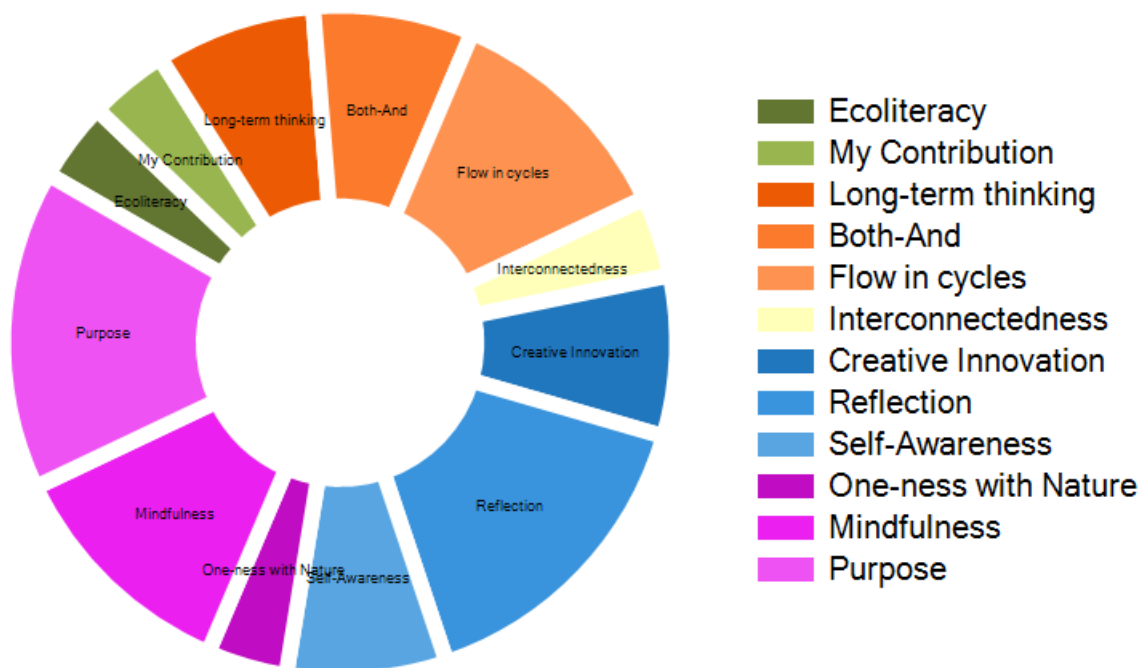 Long-term thinking
Both-And
My Contribution
Flow in cycles
Ecoliteracy
Interconnectedness
Purpose
Creative Innovation
Reflection
Mindfulness
One-ness with Nature
Self-Awareness
Ecoliteracy
My Contribution
Long-term thinking
Both-And
Flow in cycles
Interconnectedness
Creative Innovation
Reflection
Self-Awareness
One-ness with Nature
Mindfulness
Purpose